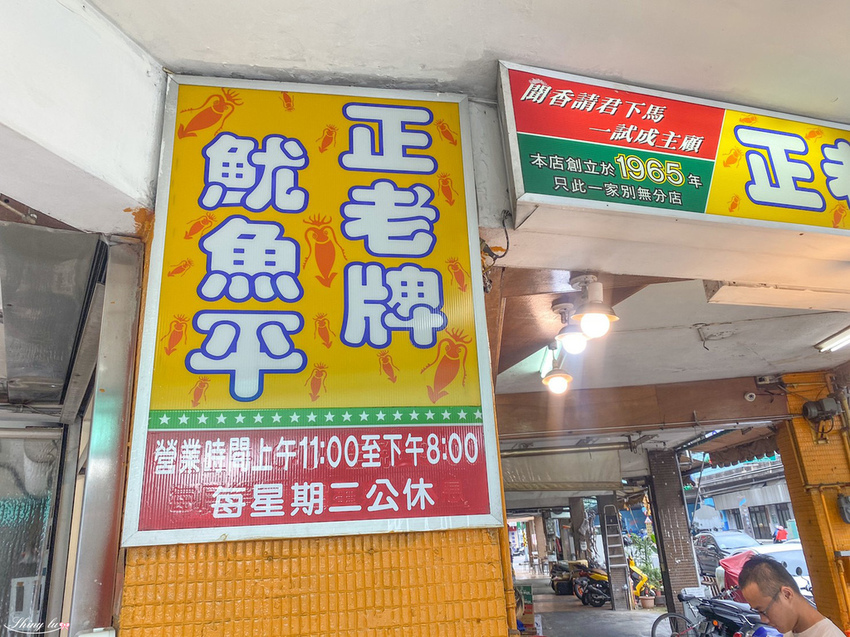 正老牌
魷魚平
營業時間上午11:00至下午8:00
每星期二公休
聞香請君下馬
一試成主顧
本店創立於1965年
只此一家別無分店
正老